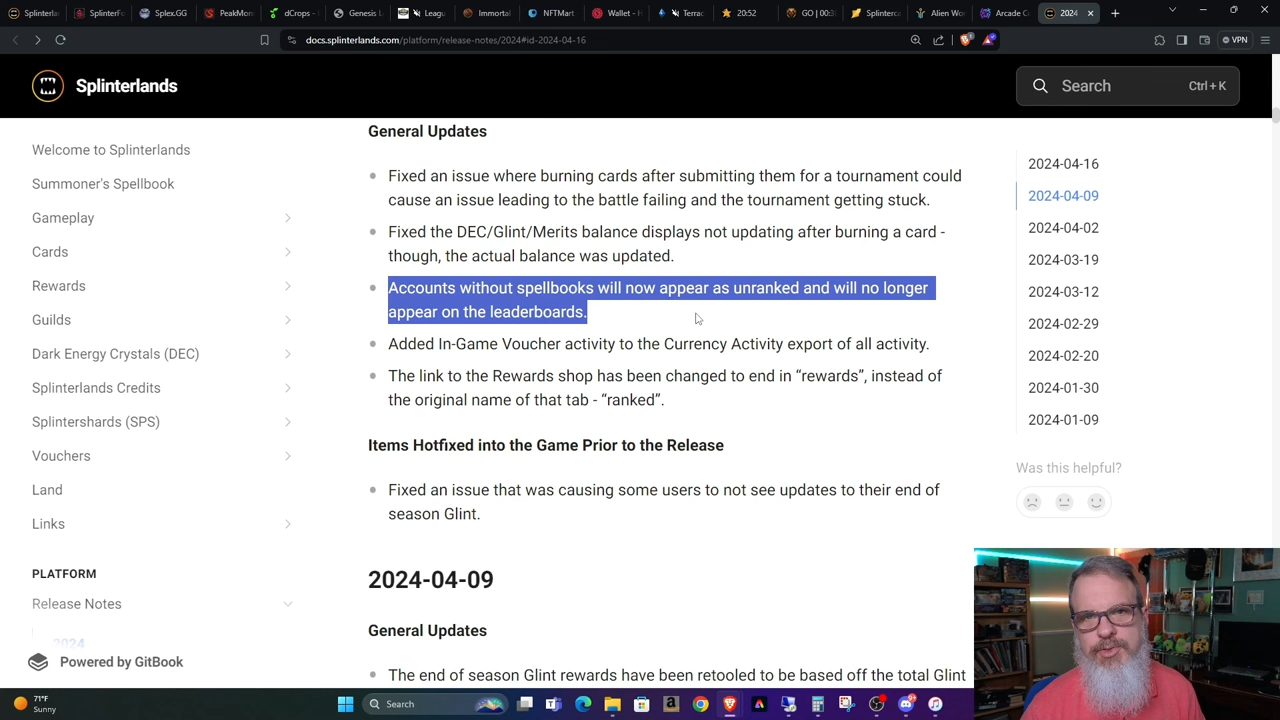 Splinterlan
SplinterFo
Splex.GG
PeakMon
dCrops -
Genesis L
Leagu
Immortal
NFTMart
Wallet - H
Terrac
20:52
GO | 00:3
Splinterca
Alien Wo
Arcade C
2024
docs.splinterlands.com/platform/release-notes/2024#id-2024-04-16
VPN
Splinterlands
Search
Ctrl + K
Welcome to Splinterlands
Summoner's Spellbook
Gameplay
Cards
Rewards
Guilds
Dark Energy Crystals (DEC)
Splinterlands Credits
Splintershards (SPS)
Vouchers
Land
Links
PLATFORM
Release Notes
2024
Powered by GitBook
General Updates
Fixed an issue where burning cards after submitting them for a tournament could
cause an issue leading to the battle failing and the tournament getting stuck.
Fixed the DEC/Glint/Merits balance displays not updating after burning a card -
though, the actual balance was updated.
Accounts without spellbooks will now appear as unranked and will no longer
appear on the leaderboards.
Added In-Game Voucher activity to the Currency Activity export of all activity.
The link to the Rewards shop has been changed to end in “rewards”, instead of
the original name of that tab - “ranked”.
Items Hotfixed into the Game Prior to the Release
Fixed an issue that was causing some users to not see updates to their end of
season Glint.
2024-04-09
General Updates
The end of season Glint rewards have been retooled to be based off the total Glint
2024-04-16
2024-04-09
2024-04-02
2024-03-19
2024-03-12
2024-02-29
2024-02-20
2024-01-30
2024-01-09
Was this helpful?
71°F
Sunny
Search